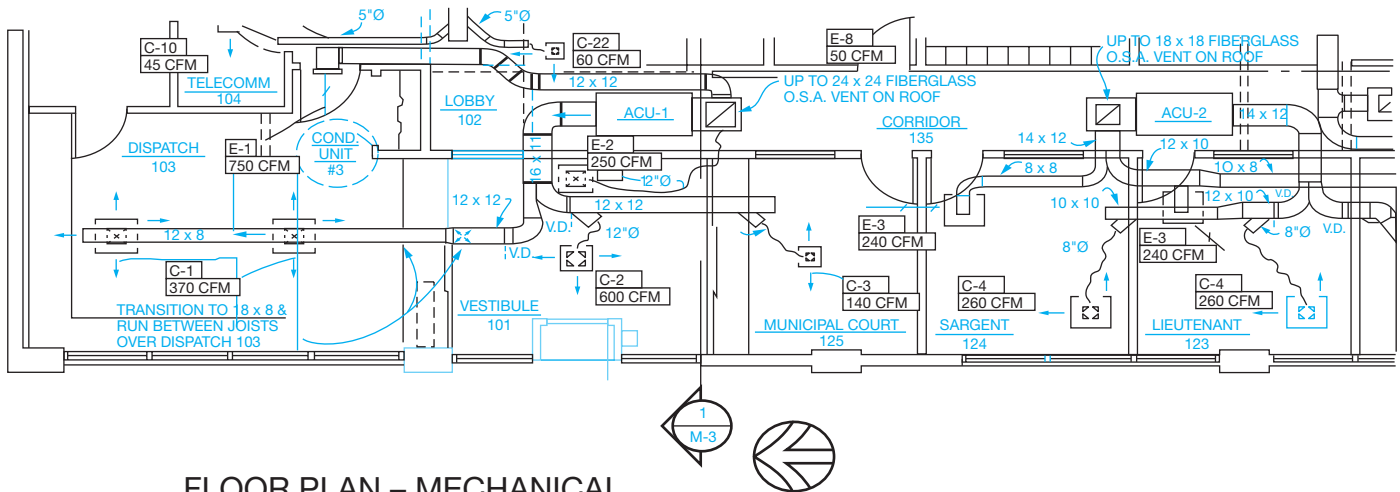 5"Ø
5"Ø
C-10
45 CFM
C-22
60 CFM
E-8
50 CFM
UP TO 18 x 18 FIBERGLASS
O.S.A. VENT ON ROOF
TELECOMM
104
12 x 12
UP TO 24 x 24 FIBERGLASS
O.S.A. VENT ON ROOF
LOBBY
102
ACU-1
CORRIDOR
135
ACU-2
14 x 12
COND.
UNIT
#3
DISPATCH
103
E-1
750 CFM
16 x 11
E-2
250 CFM
12"Ø
14 x 12
12 x 10
8 x 8
10 x 8
12 x 12
12 x 12
10 x 10
12 x 10
V.D.
12 x 8
V.D.
V.D.
12"Ø
E-3
240 CFM
8"Ø
E-3
240 CFM
8"Ø
V.D.
C-1
370 CFM
C-2
600 CFM
C-3
140 CFM
C-4
260 CFM
C-4
260 CFM
TRANSITION TO 18 x 8 &
RUN BETWEEN JOISTS
OVER DISPATCH 103
VESTIBULE
101
MUNICIPAL COURT
125
SARGENT
124
LIEUTENANT
123
1
M-3
FLOOR PLAN – MECHANICAL